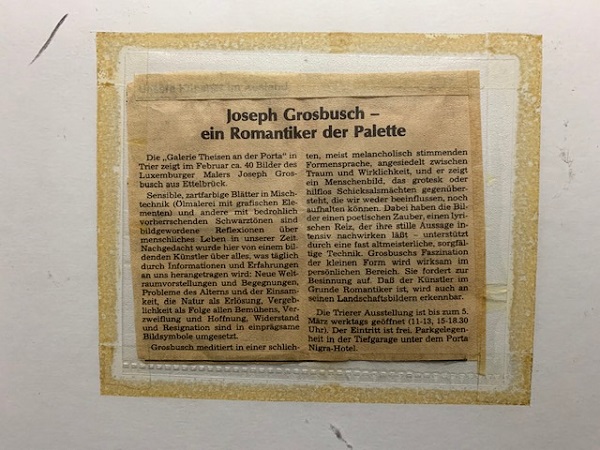 Unsere Künstler im Ausland
Joseph Grosbusch –
ein Romantiker der Palette
Die „Galerie Theisen an der Porta" in
Trier zeigt im Februar ca. 40 Bilder des
Luxemburger Malers Joseph Gros-
busch aus Ettelbrück.
Sensible, zartfarbige Blätter in Misch-
technik (Ölmalerei mit grafischen Ele-
menten) und andere mit bedrohlich
vorherrschenden Schwarztönen sind
bildgewordene Reflexionen über
menschliches Leben in unserer Zeit.
Nachgedacht wurde hier von einem bil-
denden Künstler über alles, was täglich
durch Informationen und Erfahrungen
an uns herangetragen wird: Neue Welt-
raumvorstellungen und Begegnungen,
Probleme des Alterns und der Einsam-
keit, die Natur als Erlösung, Vergeb-
lichkeit als Folge allen Bemühens, Ver-
zweiflung und Hoffnung, Widerstand
und Resignation sind in einprägsame
Bildsymbole umgesetzt.
Grosbusch meditiert in einer schlich-
ten, meist melancholisch stimmenden
Formensprache, angesiedelt zwischen
Traum und Wirklichkeit, und er zeigt
ein Menschenbild, das grotesk oder
hilflos Schicksalsmächten gegenüber-
steht, die wir weder beeinflussen, noch
aufhalten können. Dabei haben die Bil-
der einen poetischen Zauber, einen lyri-
schen Reiz, der ihre stille Aussage in-
tensiv nachwirken läßt – unterstützt
durch eine fast altmeisterliche, sorgfäl-
tige Technik. Grosbuschs Faszination
der kleinen Form wird wirksam im
persönlichen Bereich. Sie fordert zur
Besinnung auf. Daß der Künstler im
Grunde Romantiker ist, wird auch an
seinen Landschaftsbildern erkennbar.
Die Trierer Ausstellung ist bis zum 5.
März werktags geöffnet (11-13, 15-18.30
Uhr). Der Eintritt ist frei. Parkgelegen-
heit in der Tiefgarage unter dem Porta
Nigra-Hotel.